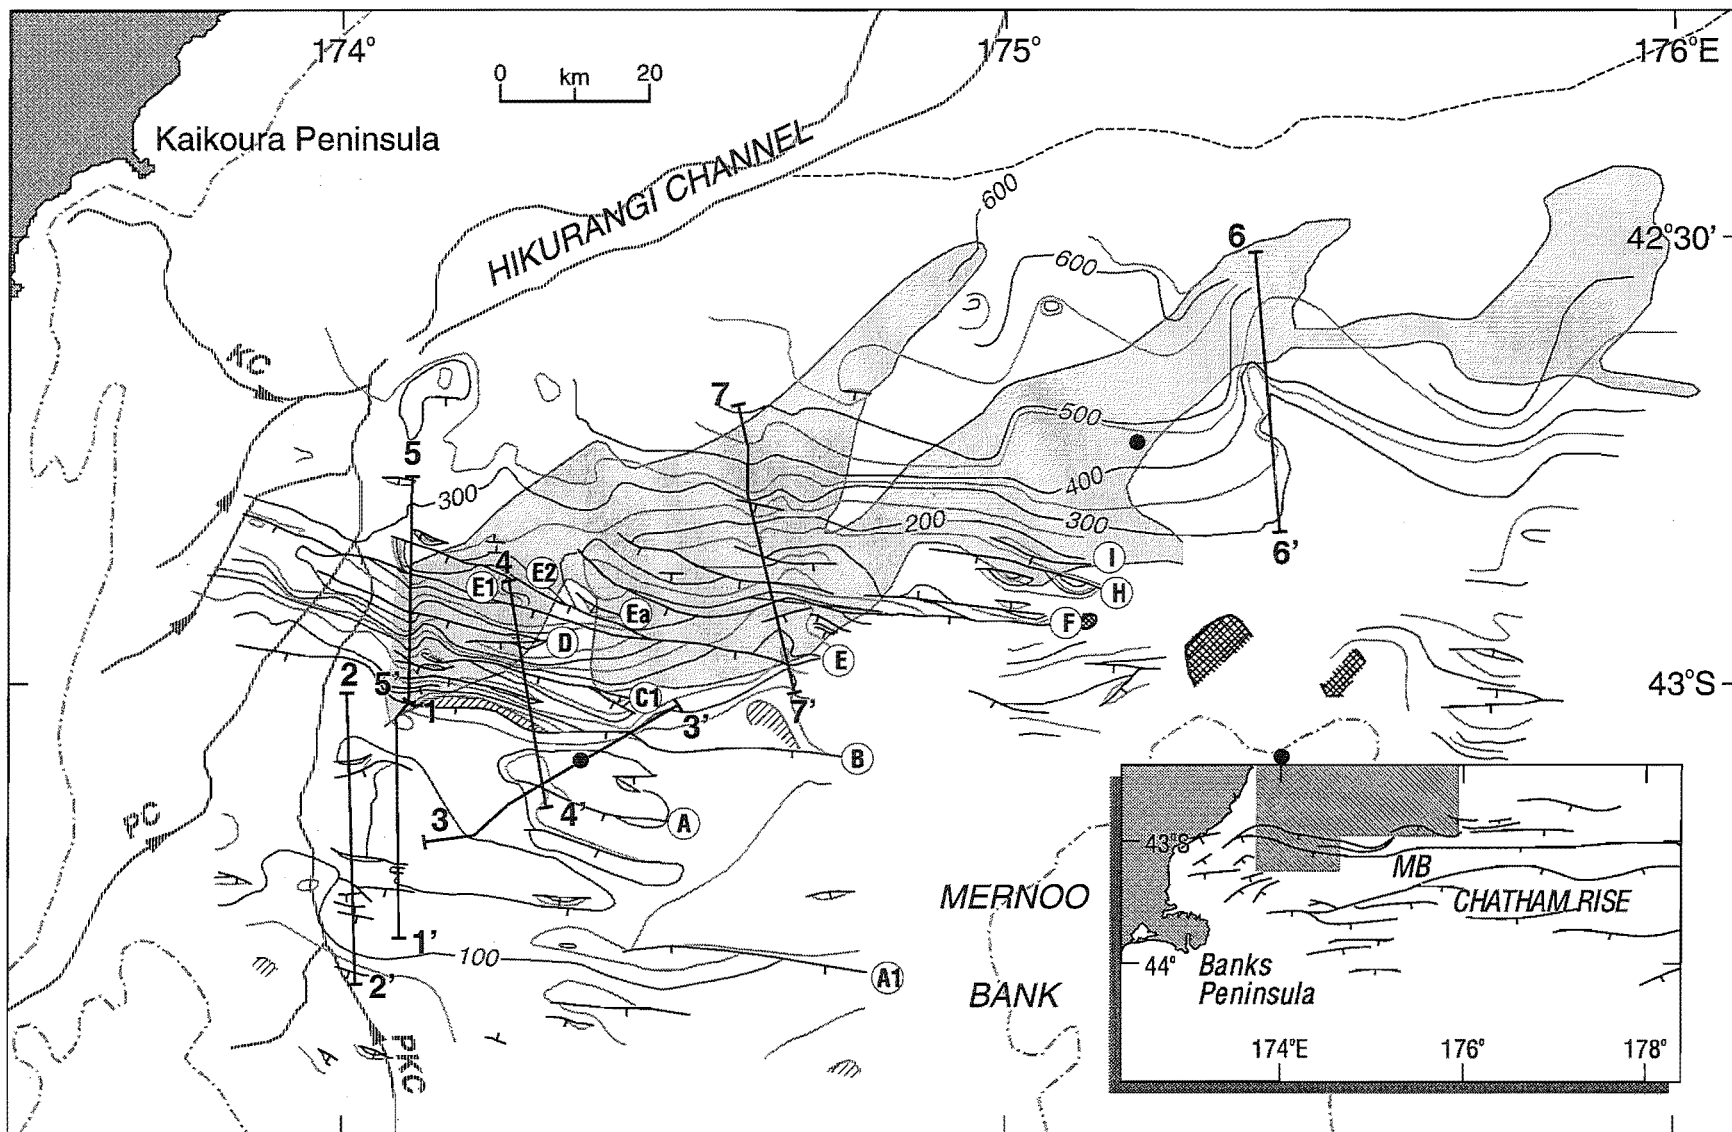 174°
175°
176°E
0 km 20
Kaikoura Peninsula
HIKURANGI CHANNEL
600
6
42°30'
600
KC
7
500
5
300
400
200
300
6'
4
E2
I
E1
H
Ea
F
D
E
2
5'
C1
43°S
1
3'
7'
B
3
4'
A
PC
43°S
MB
MERNOO
CHATHAM RISE
1'
100
A1
44°
Banks
Peninsula
2'
BANK
PKC
174°E
176°
178°